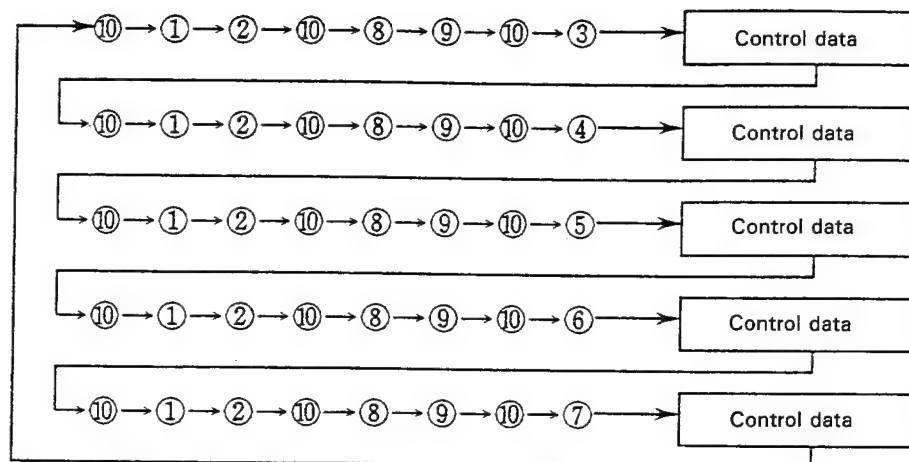 ⑩ → ① → ② → ⑩ → ⑧ → ⑨ → ⑩ → ③ → Control data
⑩ → ① → ② → ⑩ → ⑧ → ⑨ → ⑩ → ④ → Control data
⑩ → ① → ② → ⑩ → ⑧ → ⑨ → ⑩ → ⑤ → Control data
⑩ → ① → ② → ⑩ → ⑧ → ⑨ → ⑩ → ⑥ → Control data
⑩ → ① → ② → ⑩ → ⑧ → ⑨ → ⑩ → ⑦ → Control data